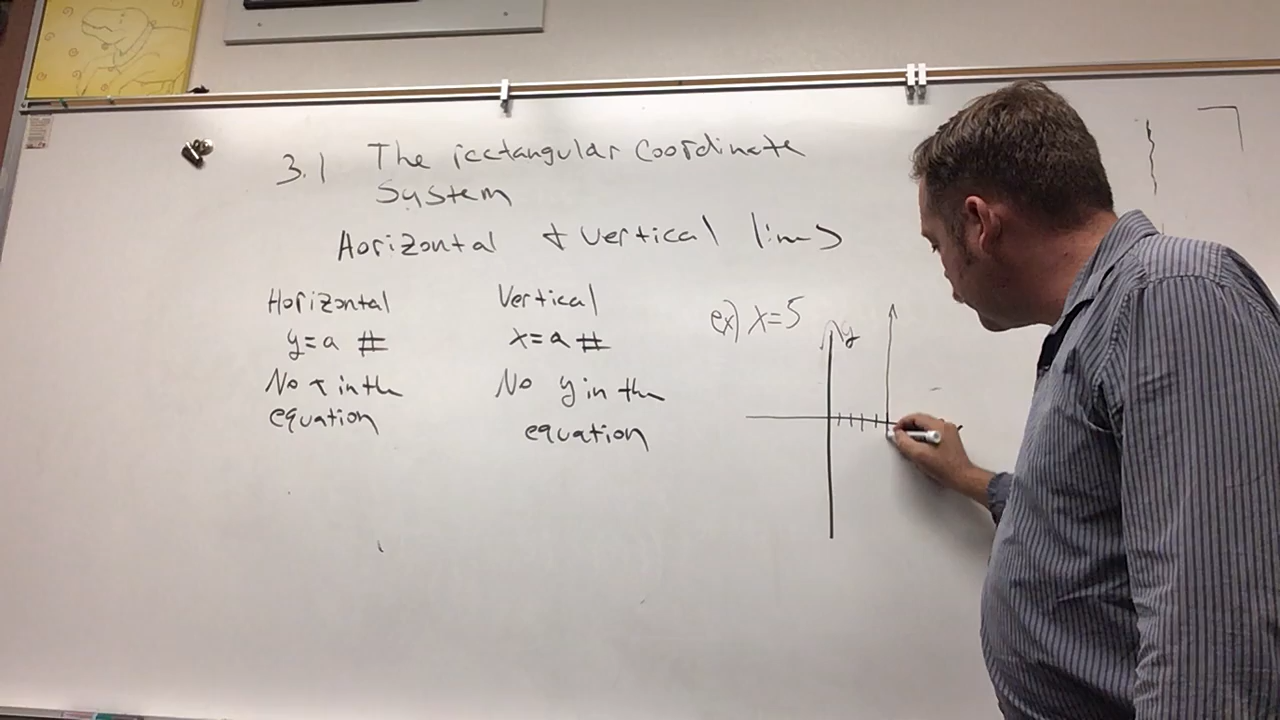 3.1 The rectangular coordinate
system
Horizontal & vertical lines
Horizontal
y=a #
No x in the
equation
Vertical
x=a #
No y in the
equation
ex) x=5
y